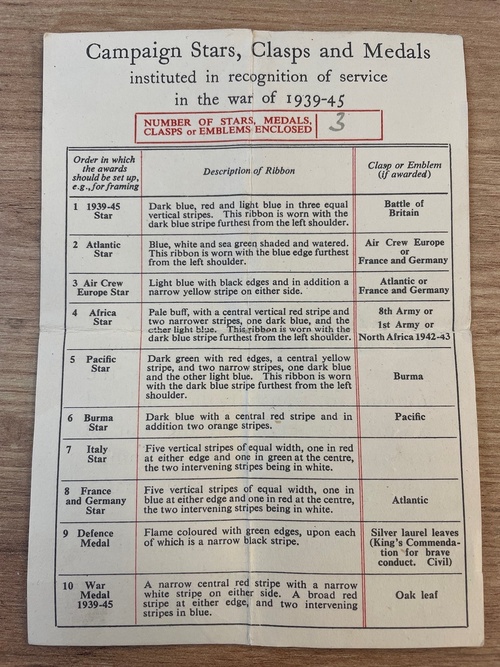 Campaign Stars, Clasps and Medals
instituted in recognition of service
in the war of 1939-45
NUMBER OF STARS, MEDALS,
CLASPS or EMBLEMS ENCLOSED 3
Order in which
the awards
should be set up,
e.g., for framing
Description of Ribbon
Clasp or Emblem
(if awarded)
1 1939-45
Star
Dark blue, red and light blue in three equal
vertical stripes. This ribbon is worn with the
dark blue stripe furthest from the left shoulder.
Battle of
Britain
2 Atlantic
Star
Blue, white and sea green shaded and watered.
This ribbon is worn with the blue edge furthest
from the left shoulder.
Air Crew Europe
or
France and Germany
3 Air Crew
Europe Star
Light blue with black edges and in addition a
narrow yellow stripe on either side.
Atlantic or
France and Germany
4 Africa
Star
Pale buff, with a central vertical red stripe and
two narrower stripes, one dark blue, and the
other light blue. This ribbon is worn with the
dark blue stripe furthest from the left shoulder.
8th Army or
1st Army or
North Africa 1942-43
5 Pacific
Star
Dark green with red edges, a central yellow
stripe, and two narrow stripes, one dark blue
and the other light blue. This ribbon is worn
with the dark blue stripe furthest from the left
shoulder.
Burma
6 Burma
Star
Dark blue with a central red stripe and in
addition two orange stripes.
Pacific
7 Italy
Star
Five vertical stripes of equal width, one in red
at either edge and one in green at the centre,
the two intervening stripes being in white.
8 France
and Germany
Star
Five vertical stripes of equal width, one in
blue at either edge and one in red at the centre,
the two intervening stripes being in white.
Atlantic
9 Defence
Medal
Flame coloured with green edges, upon each
of which is a narrow black stripe.
Silver laurel leaves
(King's Commenda-
tion for brave
conduct. Civil)
10 War
Medal
1939-45
A narrow central red stripe with a narrow
white stripe on either side. A broad red
stripe at either edge, and two intervening
stripes in blue.
Oak leaf